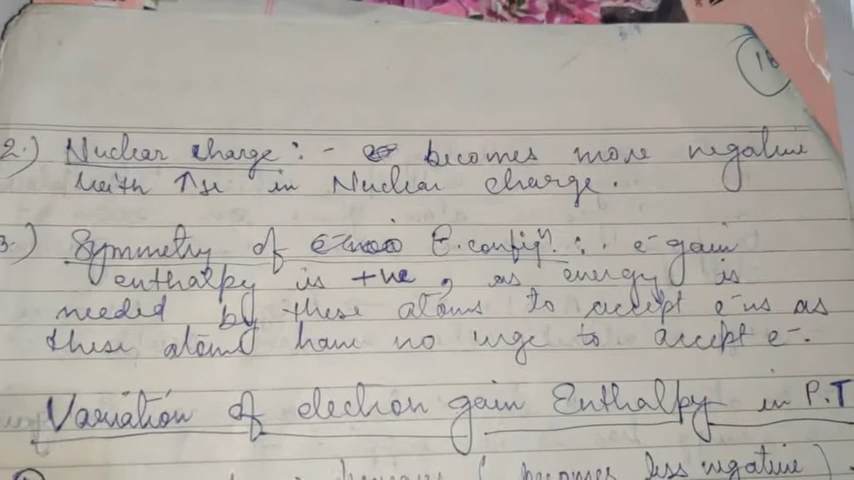 18
2.) Nuclear charge :- becomes more negative
with ↑se in Nuclear charge.
3.) Symmetry of E. configⁿ. : e⁻ gain
enthalpy is +ve, as energy is
needed by these atoms to accept e⁻ns as
these atoms have no urge to accept e⁻.
Variation of electron gain Enthalpy in P.T
(becomes less negative).